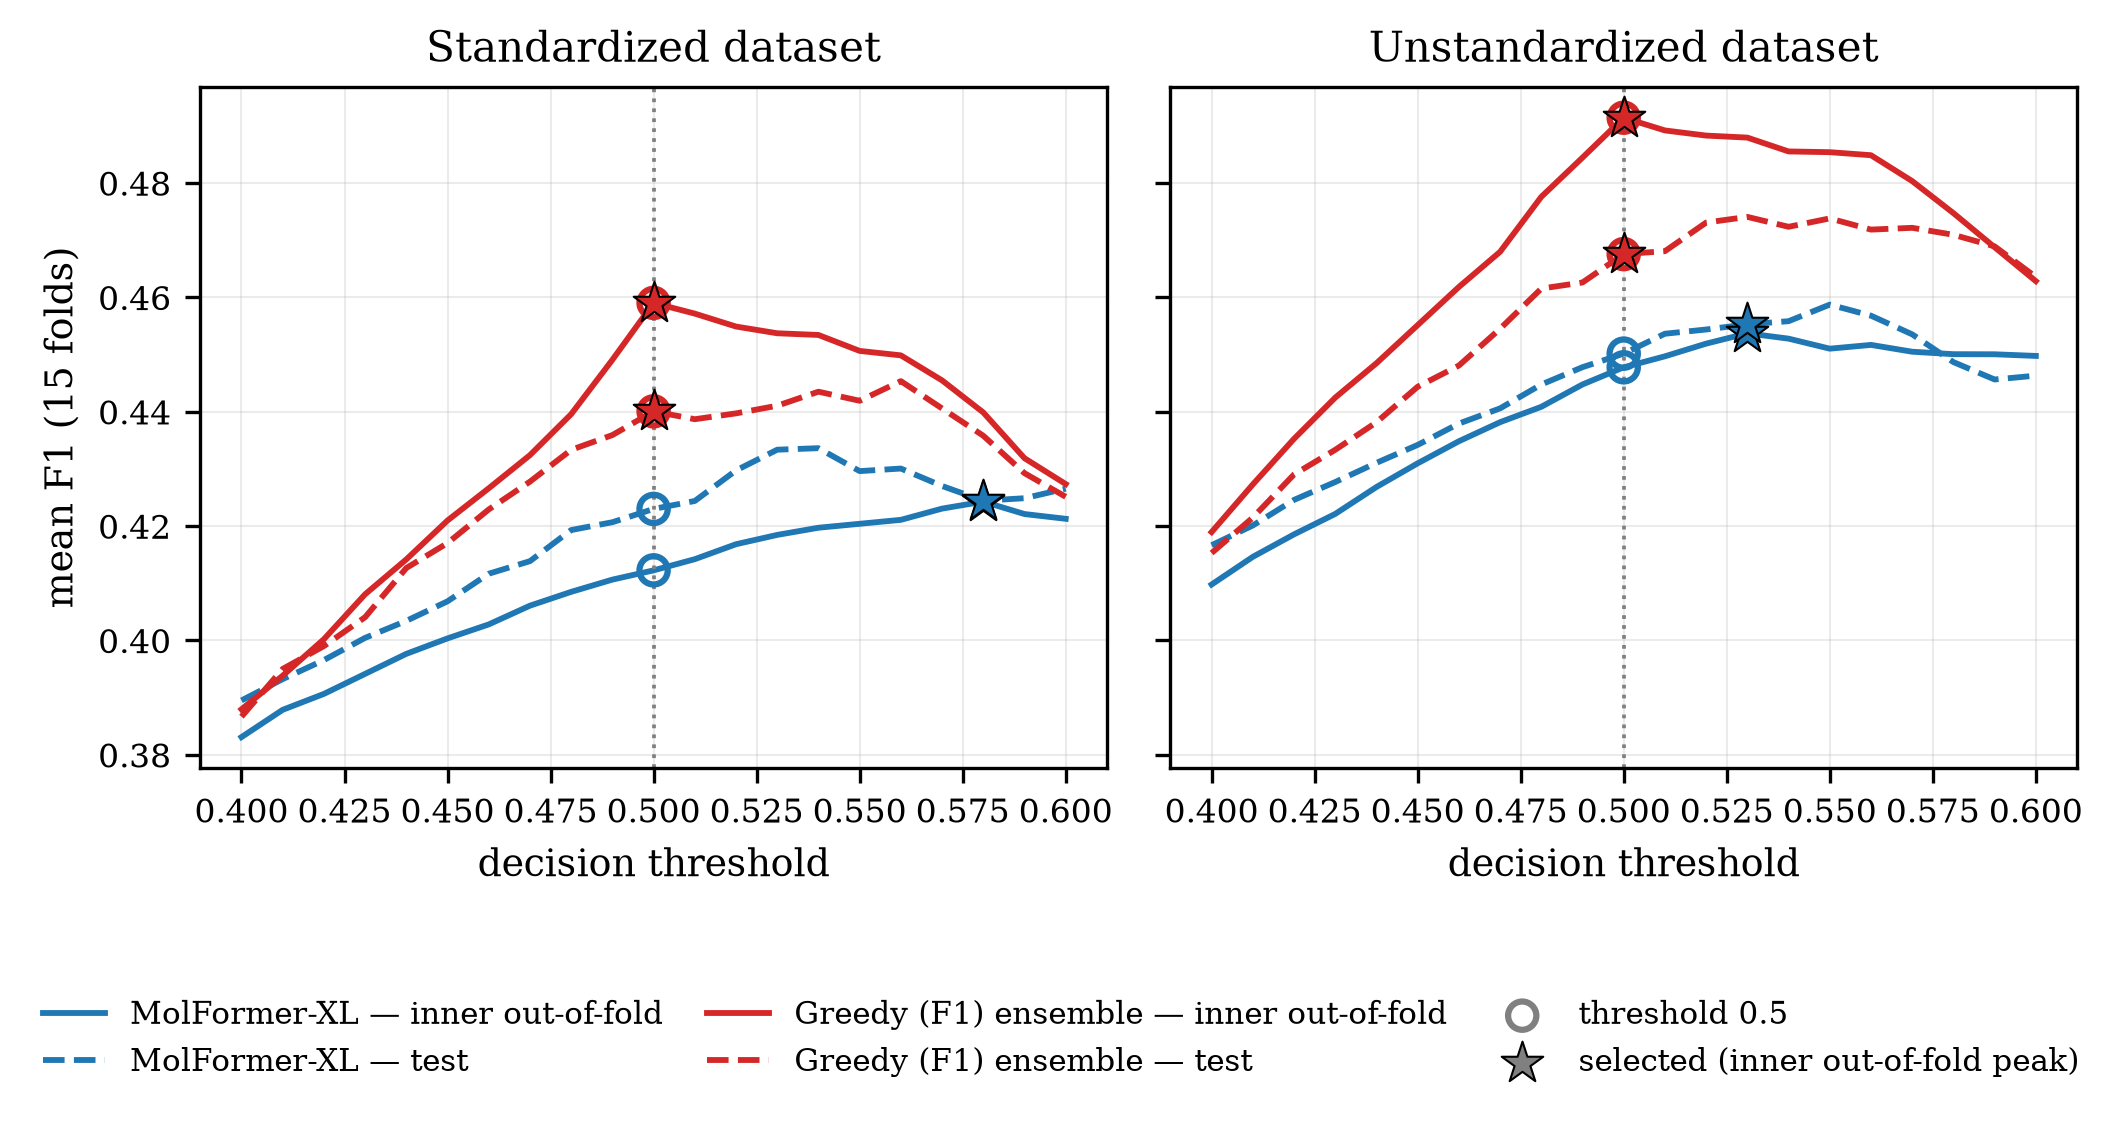 Standardized dataset
Unstandardized dataset
mean F1 (15 folds)
0.48
0.46
0.44
0.42
0.40
0.38
0.400 0.425 0.450 0.475 0.500 0.525 0.550 0.575 0.600
0.400 0.425 0.450 0.475 0.500 0.525 0.550 0.575 0.600
decision threshold
decision threshold
MolFormer-XL — inner out-of-fold
MolFormer-XL — test
Greedy (F1) ensemble — inner out-of-fold
Greedy (F1) ensemble — test
threshold 0.5
selected (inner out-of-fold peak)